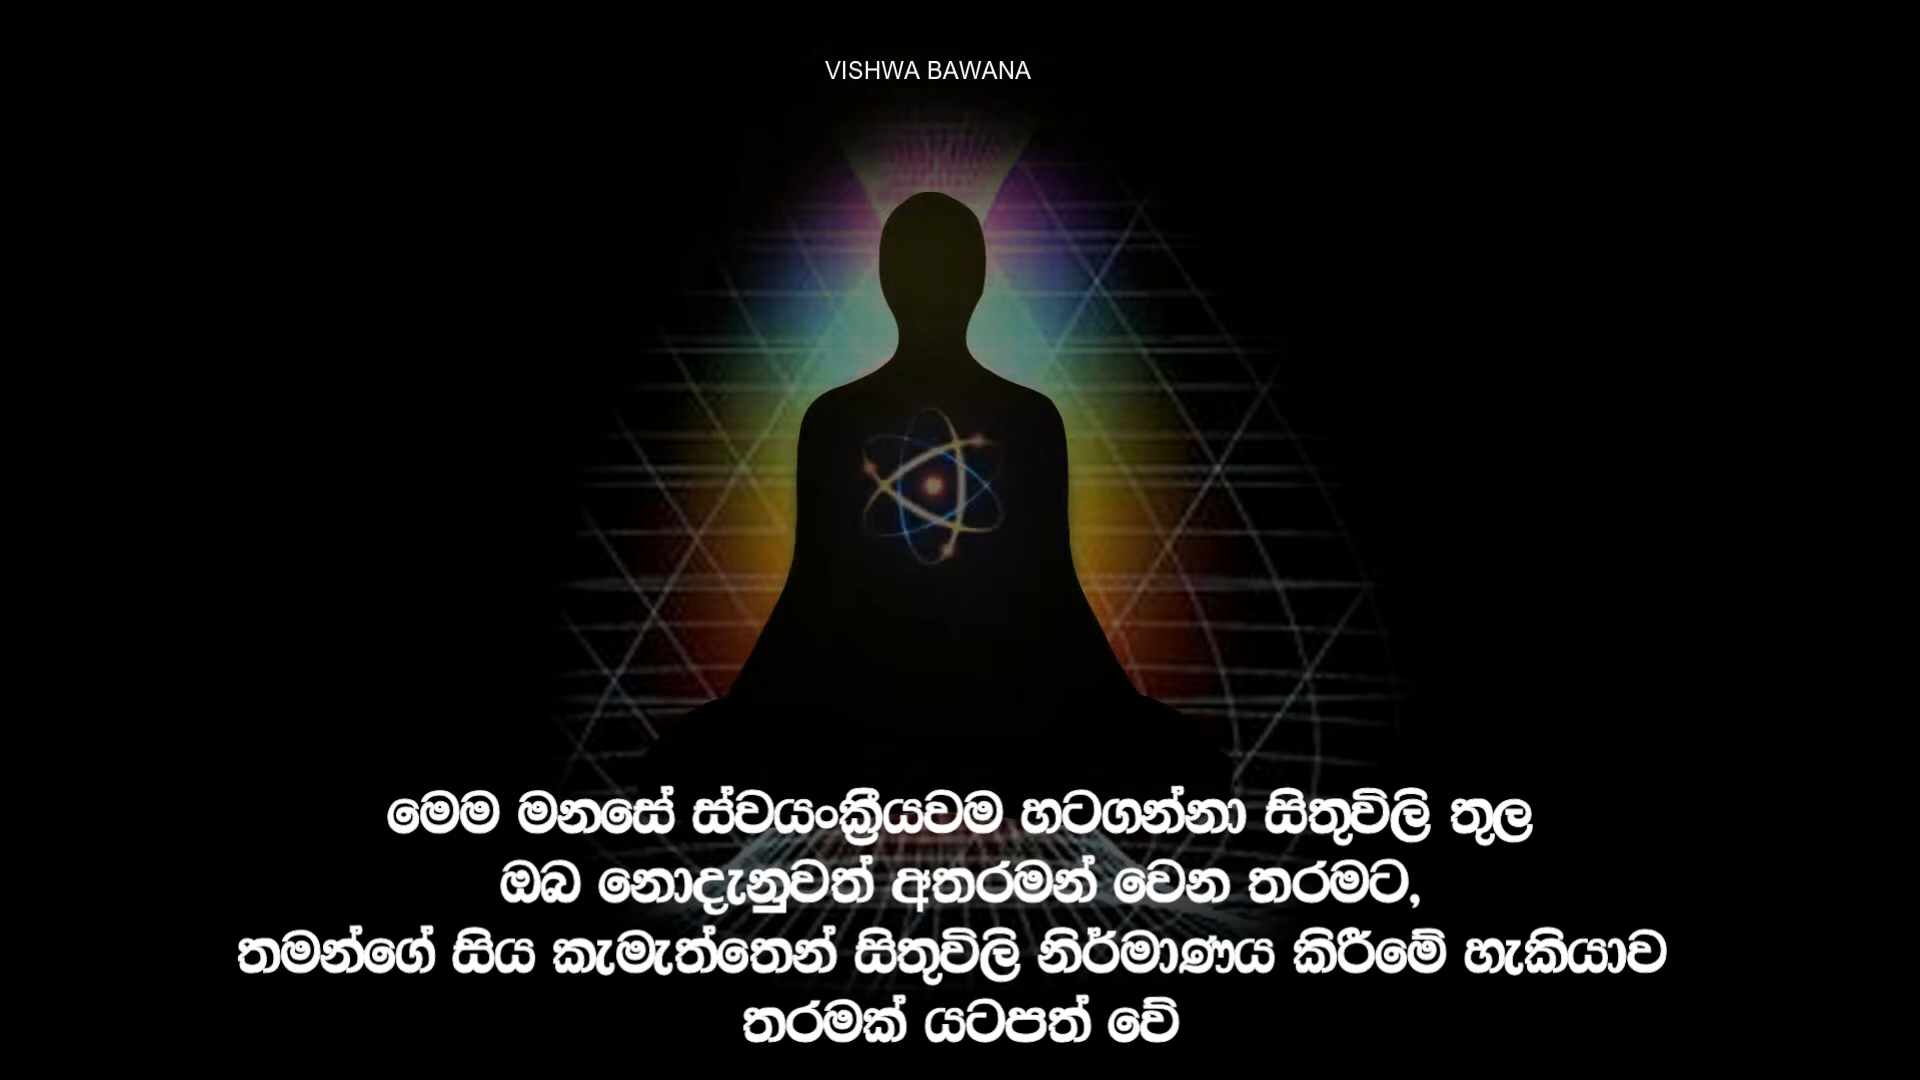 VISHWA BAWANA
මෙම මනසේ ස්වයංක්‍රීයවම හටගන්නා සිතුවිලි තුල
ඔබ නොදැනුවත් අතරමන් වෙන තරමට,
තමන්ගේ සිය කැමැත්තෙන් සිතුවිලි නිර්මාණය කිරීමේ හැකියාව
තරමක් යටපත් වේ